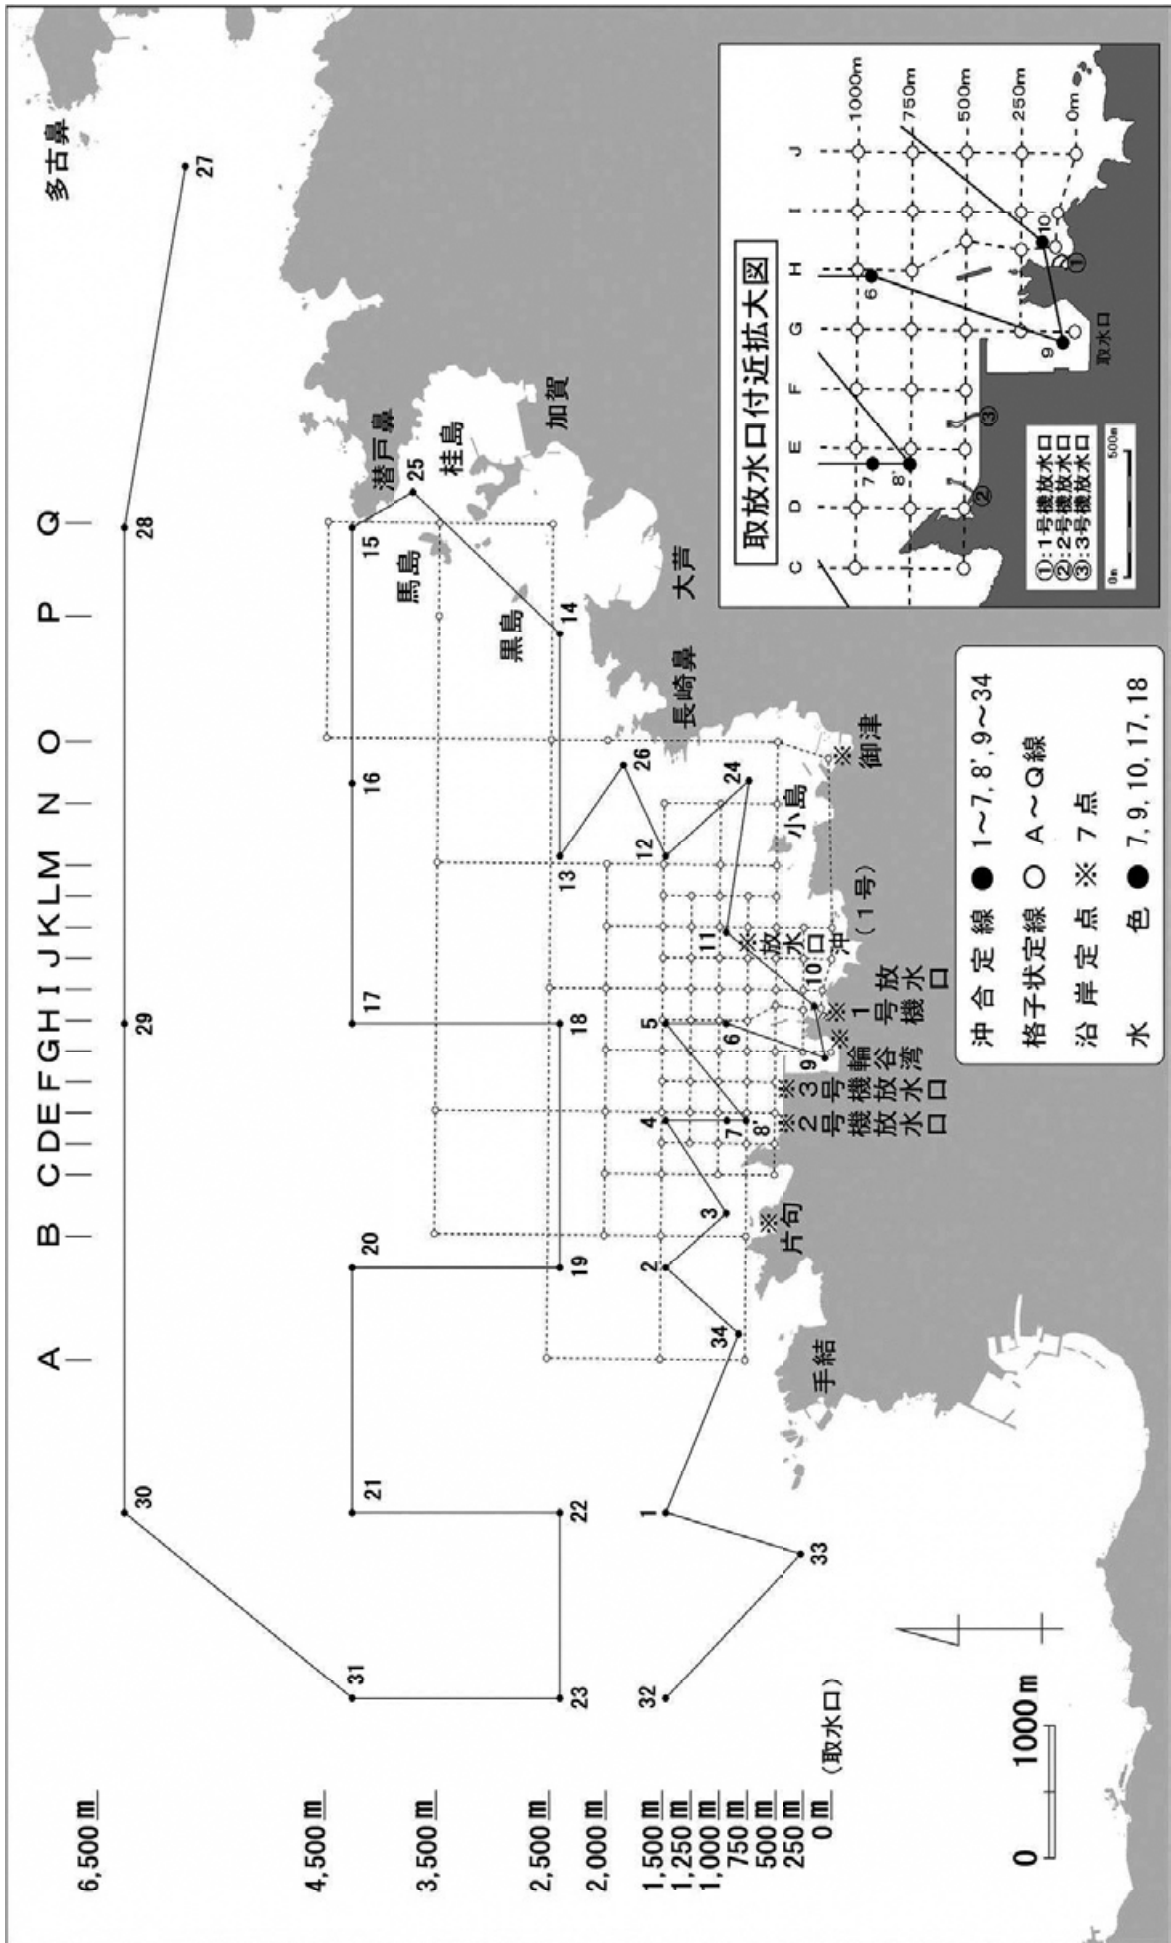 多古鼻
A
B
C
D
E
F
G
H
I
J
K
L
M
N
O
P
Q
6,500m
4,500m
3,500m
2,500m
2,000m
1,500m
1,250m
1,000m
750m
500m
250m
0m
(取水口)
30
29
28
27
31
21
20
17
16
15
25
23
22
19
18
13
14
26
32
1
2
4
5
12
24
33
34
3
7
8'
6
9
10
11
潜戸鼻
桂島
馬島
黒島
加賀
大芦
長崎鼻
小島
※御津
※放水口沖(1号)
※1号機放水口
※輪谷湾
※3号機放水口
※2号機放水口
※片句
手結
0
1000m
沖合定線 ● 1～7, 8', 9～34
格子状定線 ○ A～Q線
沿岸定点 ※ 7点
水色 ● 7, 9, 10, 17, 18
取放水口付近拡大図
C
D
E
F
G
H
I
J
1000m
750m
500m
250m
0m
7
8'
6
9
10
①
②
③
取水口
①:1号機放水口
②:2号機放水口
③:3号機放水口
0m
500m